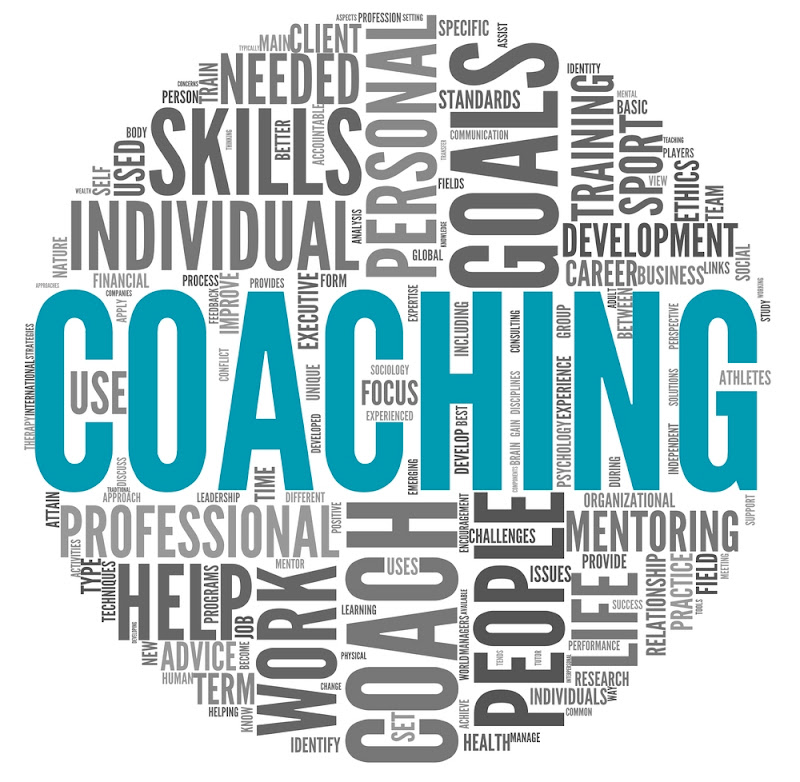 ASPECTS PROFESSION SETTING
TYPICALLY MAIN CLIENT
SPECIFIC
ASSIST
PERSONAL
GOALS
CONCERNS
TRAIN
NEEDED
PERSON
STANDARDS
IDENTITY
TRAINING
MENTAL
BASIC
SKILLS
BETTER
ACCOUNTABLE
THINKING
COMMUNICATION
TRANSFER
SPORT
TEACHING
PLAYERS
BODY
USED
SELF
WEALTH
FIELDS
VIEW
ETHICS
TEAM
INDIVIDUAL
ANALYSIS
KNOWLEDGE
GLOBAL
DEVELOPMENT
NATURE
FINANCIAL
PROCESS
PROVIDES
FORM
CAREER
BUSINESS
LINKS
SOCIAL
APPROACHES
COMPANIES
APPLY
FEEDBACK
IMPROVE
EXECUTIVE
EXPERTISE
INCLUDING
CONSULTING
GROUP
ADULT
BETWEEN
PERSPECTIVE
STUDY
WORKING
COACHING
STRATEGIES
INTERNATIONAL
THERAPY
USE
CONFLICT
UNIQUE
DEVELOPED
SOCIOLOGY
FOCUS
EXPERIENCED
EMERGING
BEST
DEVELOP
DISCIPLINES
GAIN
BRAIN
COMPONENTS
EXPERIENCE
PSYCHOLOGY
DURING
SOLUTIONS
INDEPENDENT
ATHLETES
DISCUSS
TRADITIONAL
APPROACH
ATTAIN
LEADERSHIP
TIME
DIFFERENT
POSITIVE
ENCOURAGEMENT
ORGANIZATIONAL
SUPPORT
PROFESSIONAL
COACH
CHALLENGES
PEOPLE
MENTORING
ACTIVITIES
TYPE
TECHNIQUES
MENTOR
USES
ISSUES
PROVIDE
LIFE
RELATIONSHIP
PRACTICE
FIELD
MEETING
HELP
PROGRAMS
WORK
LEARNING
AVAILABLE
MANAGERS
WORLD
SUCCESS
TOOLS
DEVELOPING
NEW
ADVICE
BECOME
JOB
PHYSICAL
TENDS
TUTOR
PERFORMANCE
INTERPERSONAL
HUMAN
TERM
CHANGE
RESEARCH
INDIVIDUALS
WAY
HELPING
KNOW
SET
ACHIEVE
COMMON
IDENTIFY
HEALTH
MANAGE